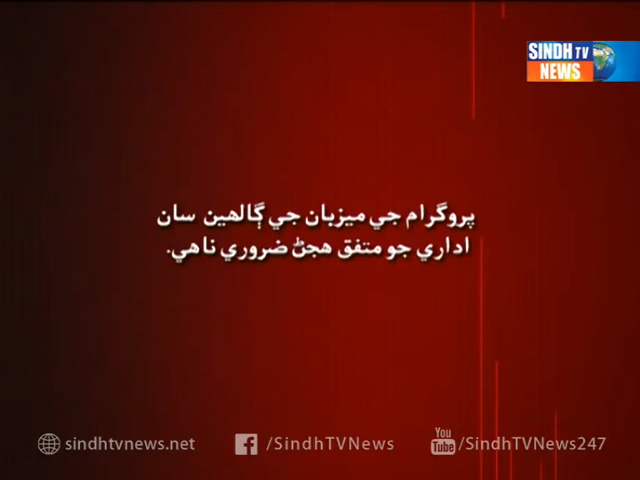 SINDH TV
NEWS
پروگرام جي ميزبان جي ڳالهين سان
اداري جو متفق هجڻ ضروري ناهي.
sindhtvnews.net
/SindhTVNews
You
Tube
/SindhTVNews247